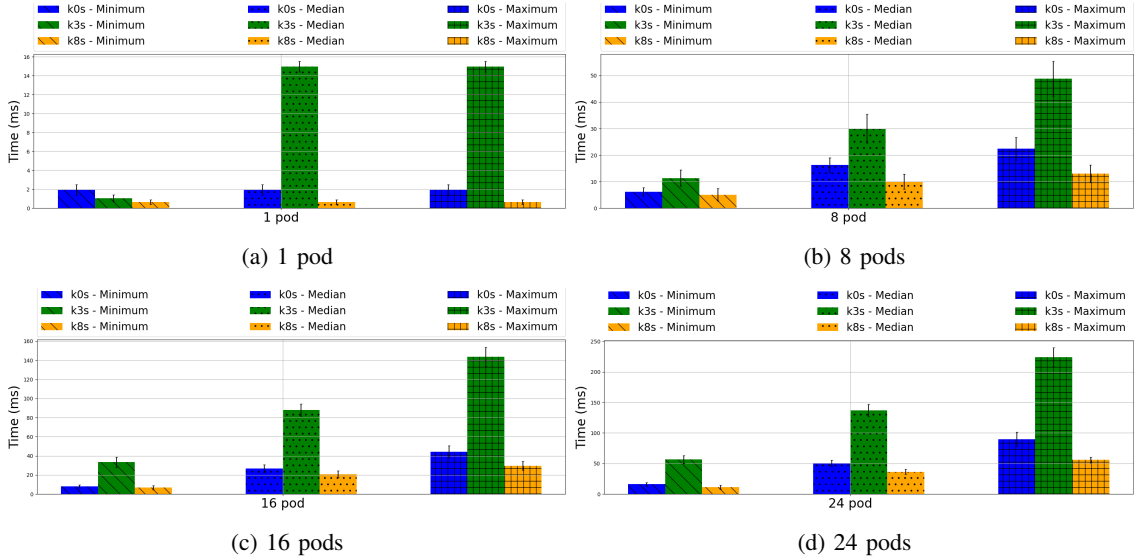 k0s - Minimum k0s - Median k0s - Maximum
k3s - Minimum k3s - Median k3s - Maximum
k8s - Minimum k8s - Median k8s - Maximum
Time (ms)
16
14
12
10
8
6
4
2
0
1 pod
(a) 1 pod
k0s - Minimum k0s - Median k0s - Maximum
k3s - Minimum k3s - Median k3s - Maximum
k8s - Minimum k8s - Median k8s - Maximum
Time (ms)
50
40
30
20
10
0
8 pod
(b) 8 pods
k0s - Minimum k0s - Median k0s - Maximum
k3s - Minimum k3s - Median k3s - Maximum
k8s - Minimum k8s - Median k8s - Maximum
Time (ms)
160
140
120
100
80
60
40
20
0
16 pod
(c) 16 pods
k0s - Minimum k0s - Median k0s - Maximum
k3s - Minimum k3s - Median k3s - Maximum
k8s - Minimum k8s - Median k8s - Maximum
Time (ms)
250
200
150
100
50
0
24 pod
(d) 24 pods